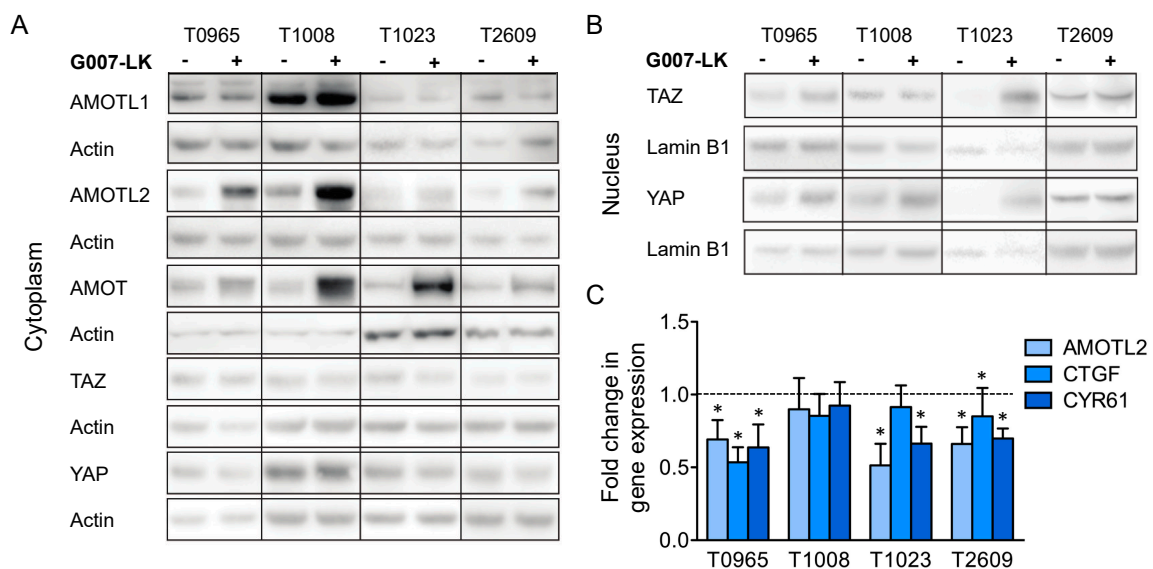 A
T0965 T1008 T1023 T2609
G007-LK - + - + - + - +
Cytoplasm
AMOTL1
Actin
AMOTL2
Actin
AMOT
Actin
TAZ
Actin
YAP
Actin
B
T0965 T1008 T1023 T2609
G007-LK - + - + - + - +
Nucleus
TAZ
Lamin B1
YAP
Lamin B1
C
Fold change in
gene expression
1.5
1.0
0.5
0.0
* * * * * * * *
T0965 T1008 T1023 T2609
AMOTL2
CTGF
CYR61